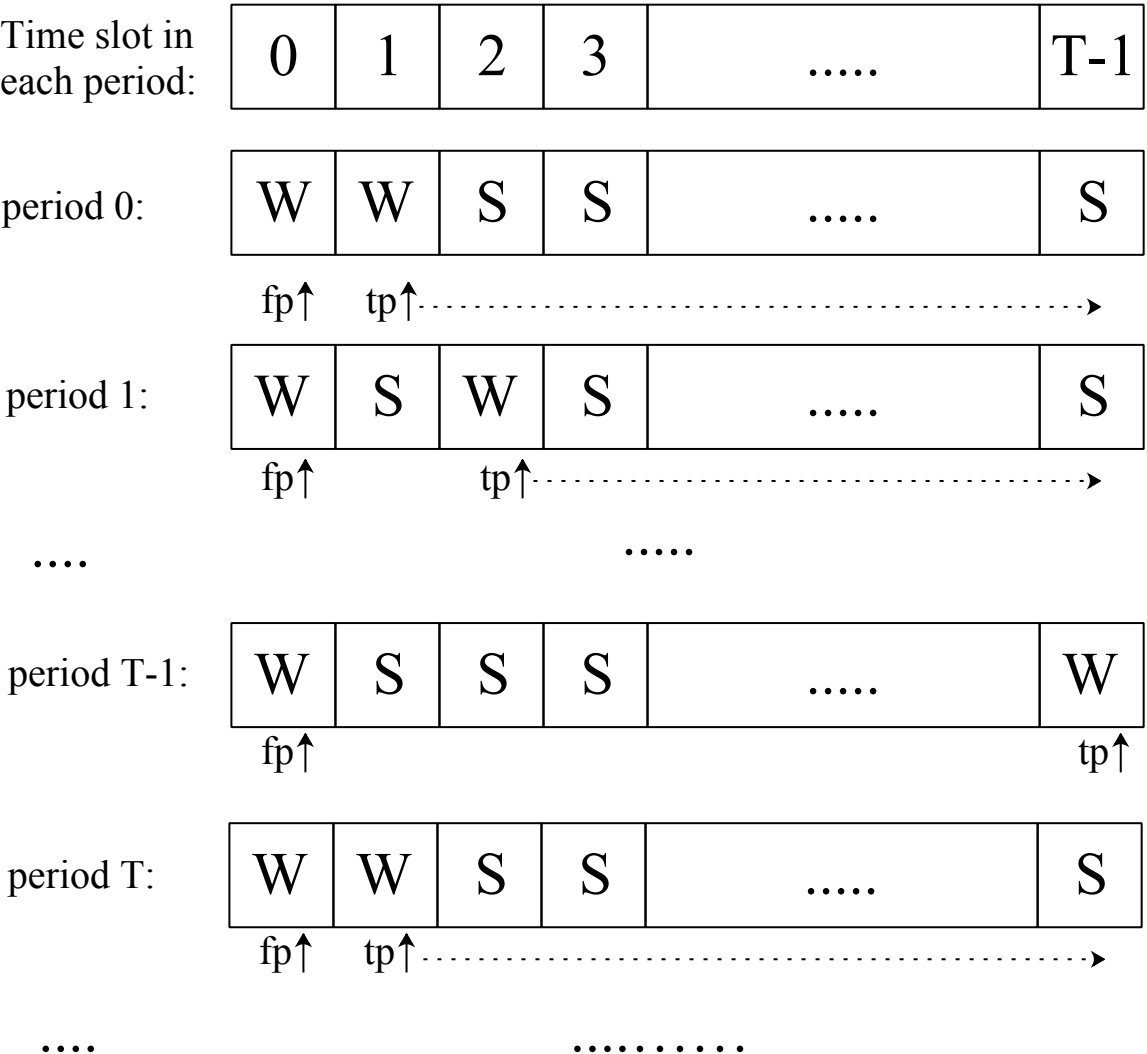 Time slot in
each period:
0 1 2 3 ..... T-1
period 0:
W W S S ..... S
fp↑ tp↑
period 1:
W S W S ..... S
fp↑ tp↑
.... .....
period T-1:
W S S S ..... W
fp↑ tp↑
period T:
W W S S ..... S
fp↑ tp↑
.... .........